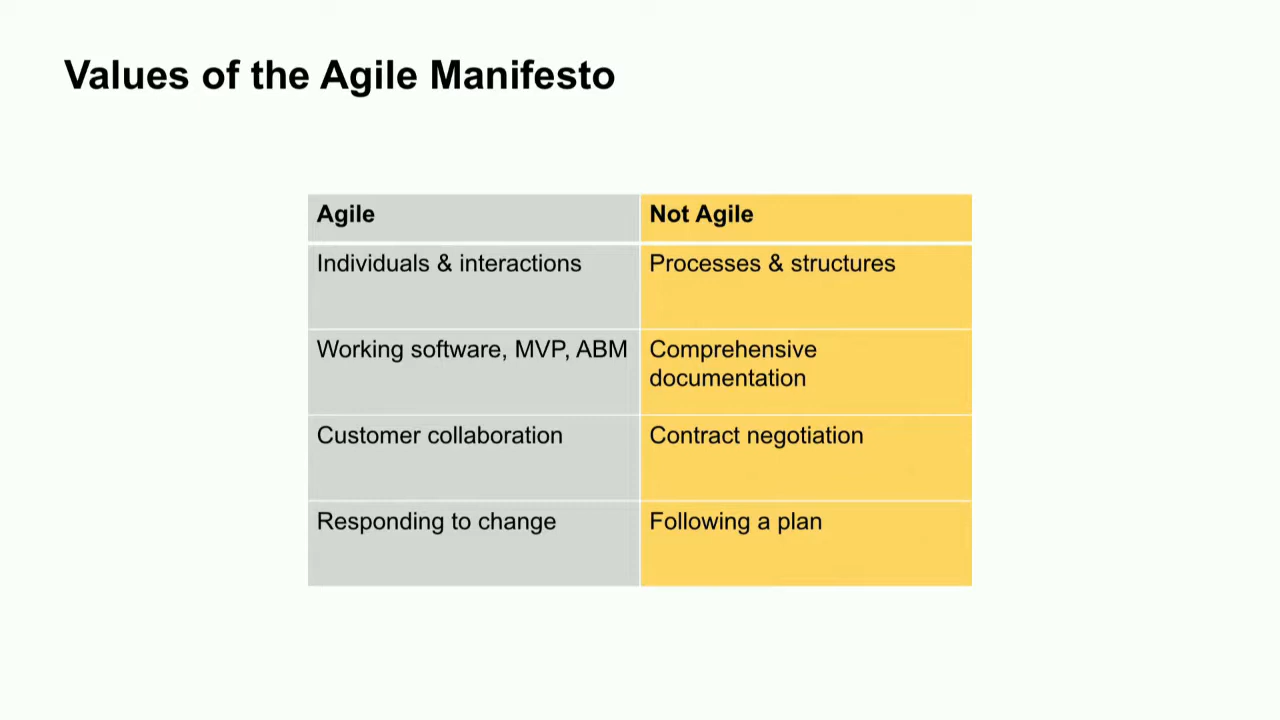 Values of the Agile Manifesto
Agile
Not Agile
Individuals & interactions
Processes & structures
Working software, MVP, ABM
Comprehensive
documentation
Customer collaboration
Contract negotiation
Responding to change
Following a plan